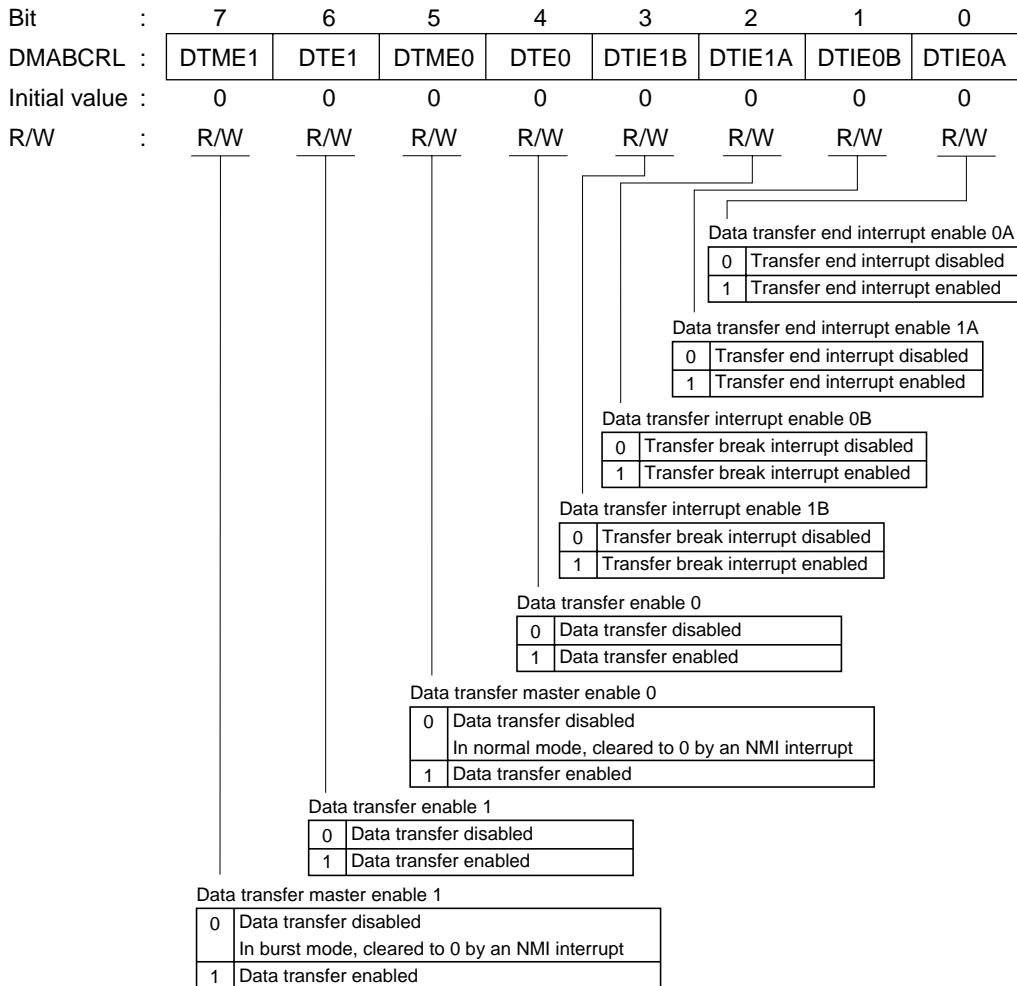 Bit : 7 6 5 4 3 2 1 0
DMABCRL : DTME1 DTE1 DTME0 DTE0 DTIE1B DTIE1A DTIE0B DTIE0A
Initial value : 0 0 0 0 0 0 0 0
R/W : R/W R/W R/W R/W R/W R/W R/W R/W
Data transfer end interrupt enable 0A
0 Transfer end interrupt disabled
1 Transfer end interrupt enabled
Data transfer end interrupt enable 1A
0 Transfer end interrupt disabled
1 Transfer end interrupt enabled
Data transfer interrupt enable 0B
0 Transfer break interrupt disabled
1 Transfer break interrupt enabled
Data transfer interrupt enable 1B
0 Transfer break interrupt disabled
1 Transfer break interrupt enabled
Data transfer enable 0
0 Data transfer disabled
1 Data transfer enabled
Data transfer master enable 0
0 Data transfer disabled
In normal mode, cleared to 0 by an NMI interrupt
1 Data transfer enabled
Data transfer enable 1
0 Data transfer disabled
1 Data transfer enabled
Data transfer master enable 1
0 Data transfer disabled
In burst mode, cleared to 0 by an NMI interrupt
1 Data transfer enabled